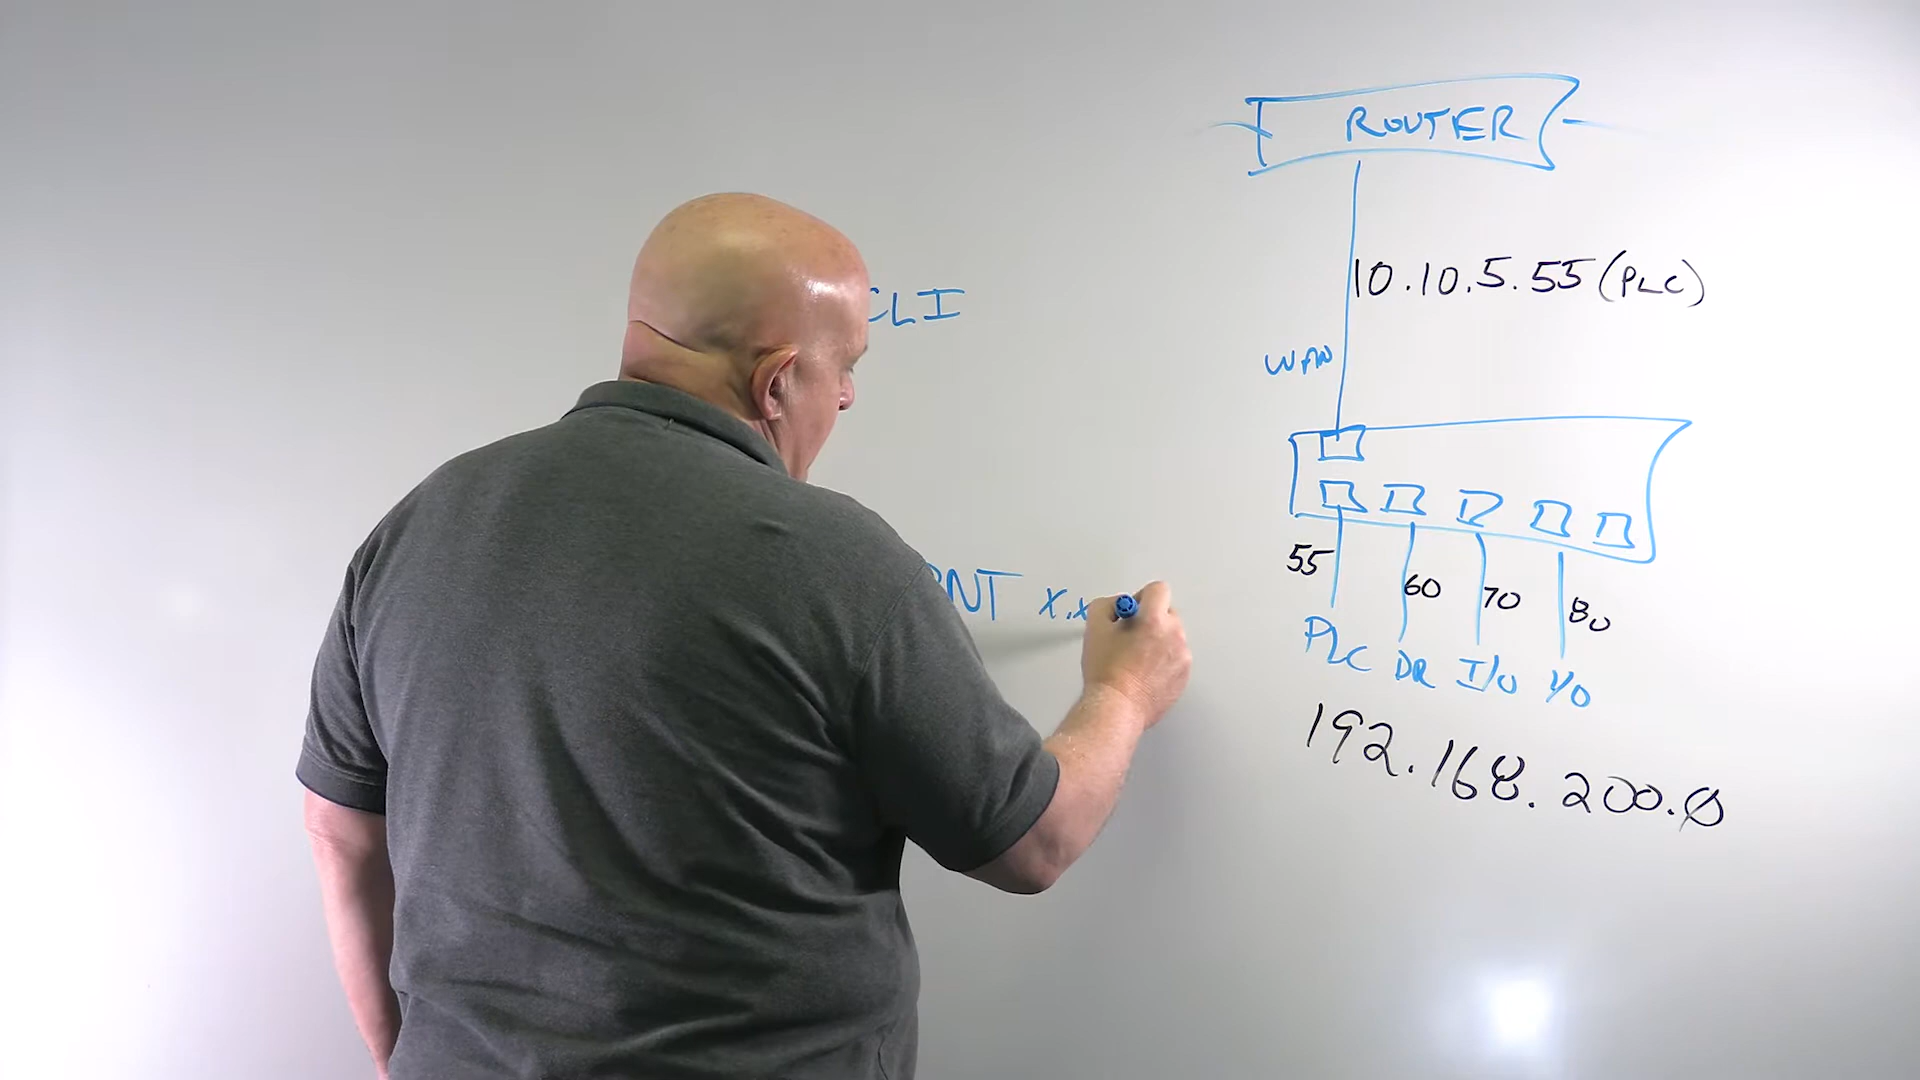 ROUTER
CLI
10.10.5.55 (PLC)
WAN
55
60
70
80
NT x.x
PLC DR I/O I/O
192.168.200.0